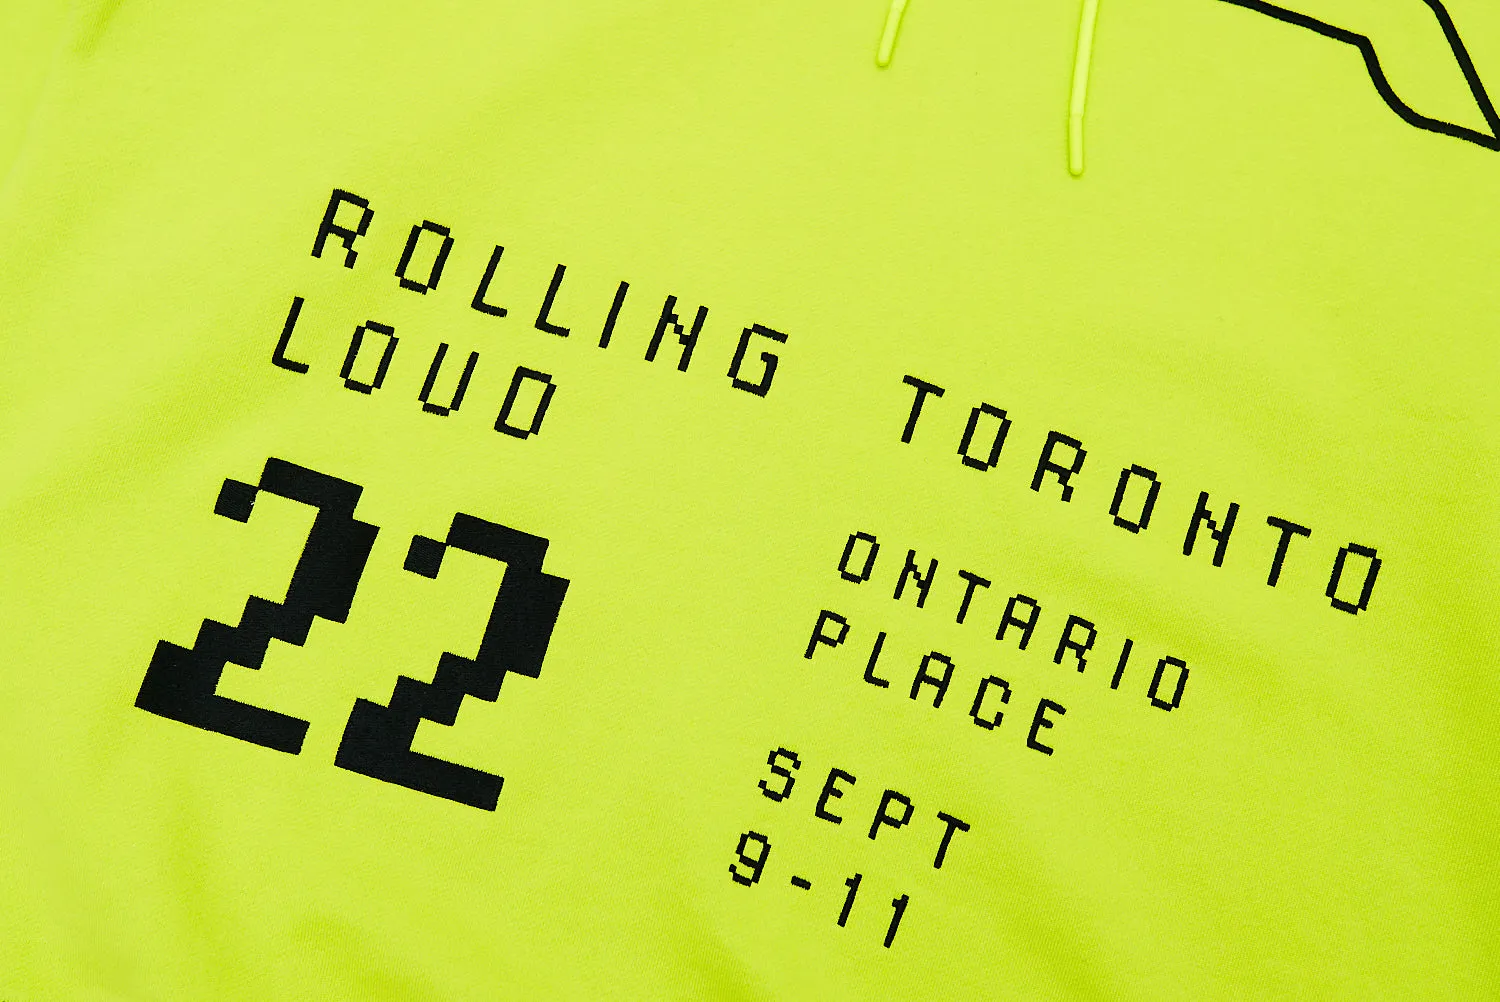 ROLLING
LOUD
22
TORONTO
ONTARIO
PLACE
SEPT
9-11